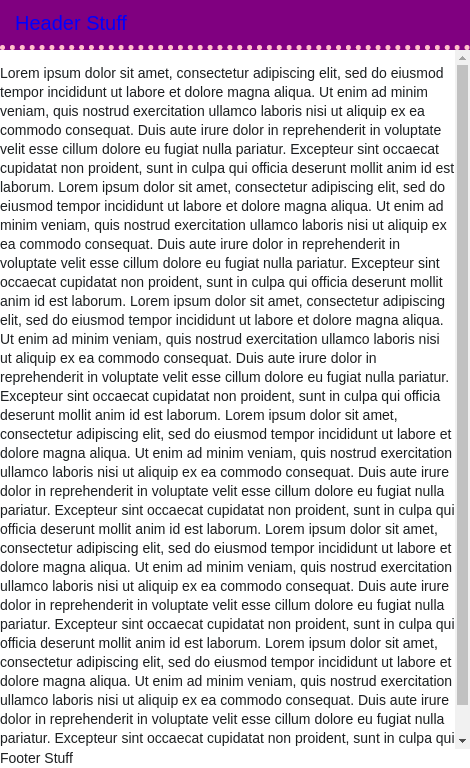 Header Stuff
Lorem ipsum dolor sit amet, consectetur adipiscing elit, sed do eiusmod
tempor incididunt ut labore et dolore magna aliqua. Ut enim ad minim
veniam, quis nostrud exercitation ullamco laboris nisi ut aliquip ex ea
commodo consequat. Duis aute irure dolor in reprehenderit in voluptate
velit esse cillum dolore eu fugiat nulla pariatur. Excepteur sint occaecat
cupidatat non proident, sunt in culpa qui officia deserunt mollit anim id est
laborum. Lorem ipsum dolor sit amet, consectetur adipiscing elit, sed do
eiusmod tempor incididunt ut labore et dolore magna aliqua. Ut enim ad
minim veniam, quis nostrud exercitation ullamco laboris nisi ut aliquip ex
ea commodo consequat. Duis aute irure dolor in reprehenderit in
voluptate velit esse cillum dolore eu fugiat nulla pariatur. Excepteur sint
occaecat cupidatat non proident, sunt in culpa qui officia deserunt mollit
anim id est laborum. Lorem ipsum dolor sit amet, consectetur adipiscing
elit, sed do eiusmod tempor incididunt ut labore et dolore magna aliqua.
Ut enim ad minim veniam, quis nostrud exercitation ullamco laboris nisi
ut aliquip ex ea commodo consequat. Duis aute irure dolor in
reprehenderit in voluptate velit esse cillum dolore eu fugiat nulla pariatur.
Excepteur sint occaecat cupidatat non proident, sunt in culpa qui officia
deserunt mollit anim id est laborum. Lorem ipsum dolor sit amet,
consectetur adipiscing elit, sed do eiusmod tempor incididunt ut labore et
dolore magna aliqua. Ut enim ad minim veniam, quis nostrud exercitation
ullamco laboris nisi ut aliquip ex ea commodo consequat. Duis aute irure
dolor in reprehenderit in voluptate velit esse cillum dolore eu fugiat nulla
pariatur. Excepteur sint occaecat cupidatat non proident, sunt in culpa qui
officia deserunt mollit anim id est laborum. Lorem ipsum dolor sit amet,
consectetur adipiscing elit, sed do eiusmod tempor incididunt ut labore et
dolore magna aliqua. Ut enim ad minim veniam, quis nostrud exercitation
ullamco laboris nisi ut aliquip ex ea commodo consequat. Duis aute irure
dolor in reprehenderit in voluptate velit esse cillum dolore eu fugiat nulla
pariatur. Excepteur sint occaecat cupidatat non proident, sunt in culpa qui
officia deserunt mollit anim id est laborum. Lorem ipsum dolor sit amet,
consectetur adipiscing elit, sed do eiusmod tempor incididunt ut labore et
dolore magna aliqua. Ut enim ad minim veniam, quis nostrud exercitation
ullamco laboris nisi ut aliquip ex ea commodo consequat. Duis aute irure
dolor in reprehenderit in voluptate velit esse cillum dolore eu fugiat nulla
pariatur. Excepteur sint occaecat cupidatat non proident, sunt in culpa qui
Footer Stuff